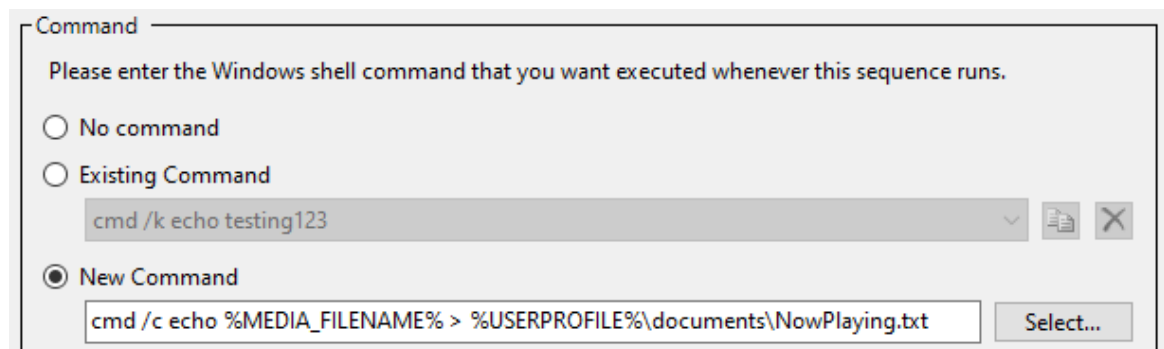 Command
Please enter the Windows shell command that you want executed whenever this sequence runs.
No command
Existing Command
cmd /k echo testing123
New Command
cmd /c echo %MEDIA_FILENAME% > %USERPROFILE%\documents\NowPlaying.txt
Select...